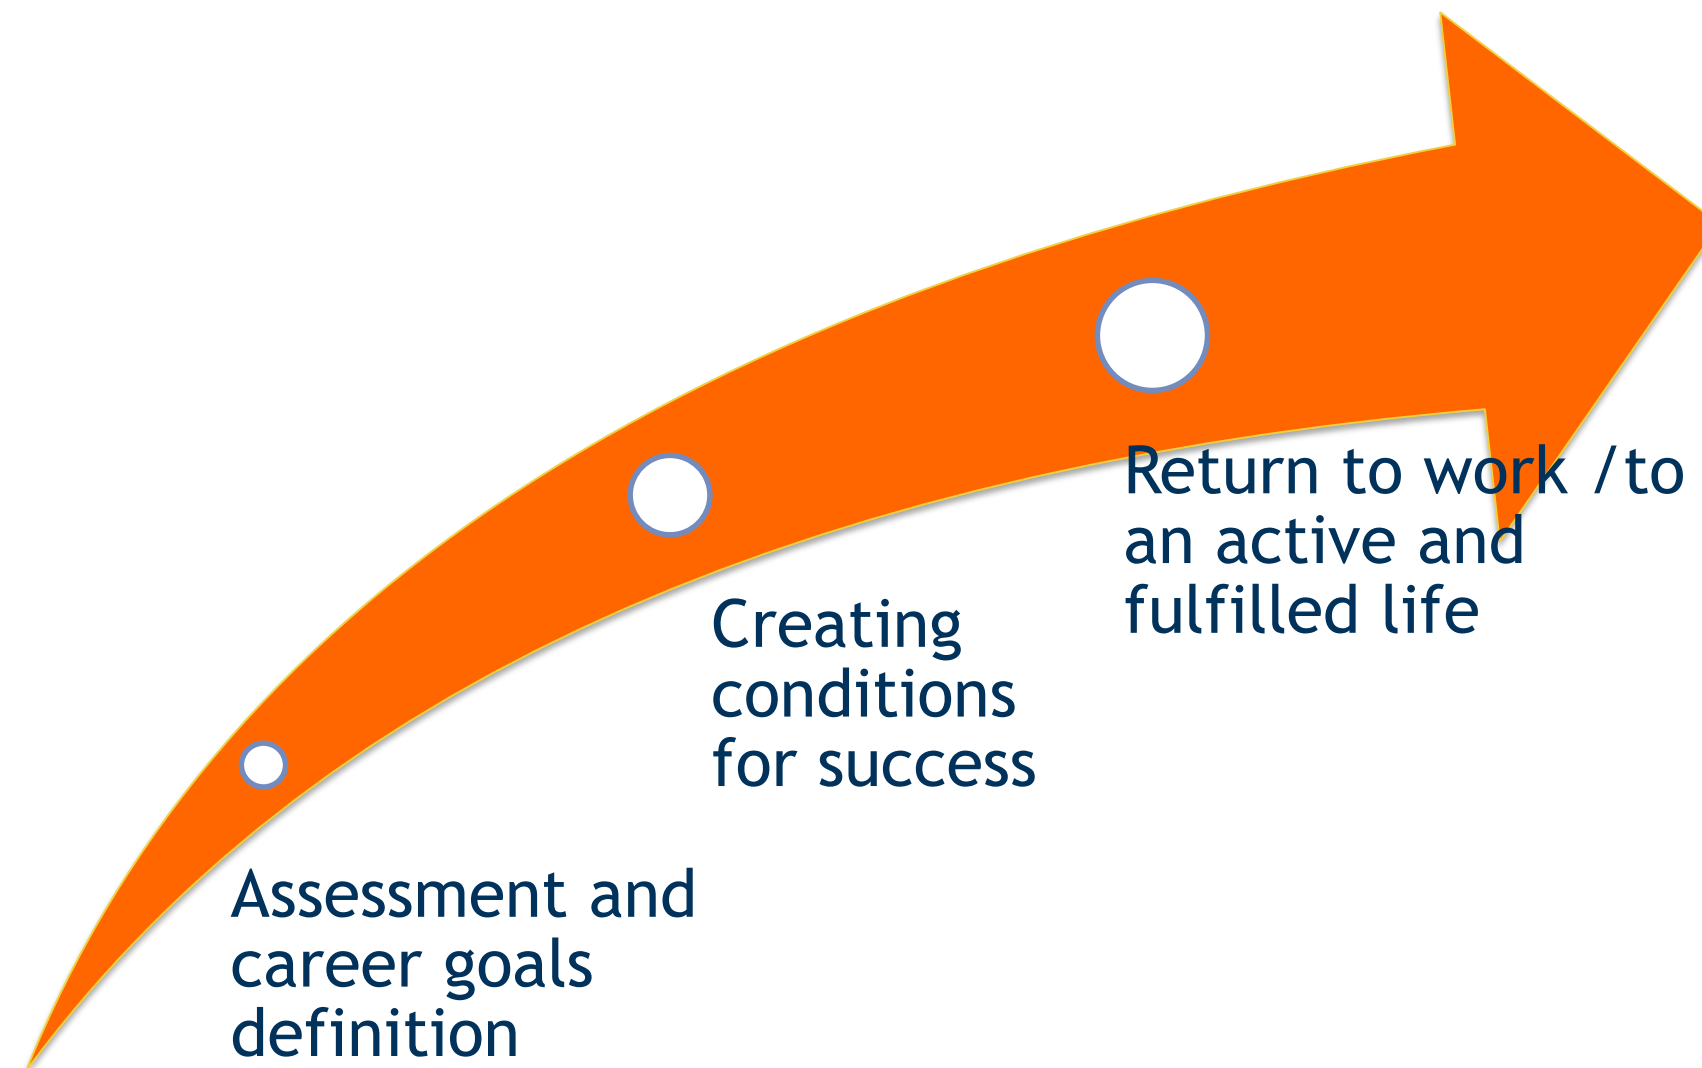 Return to work /to
an active and
fulfilled life
Creating
conditions
for success
Assessment and
career goals
definition